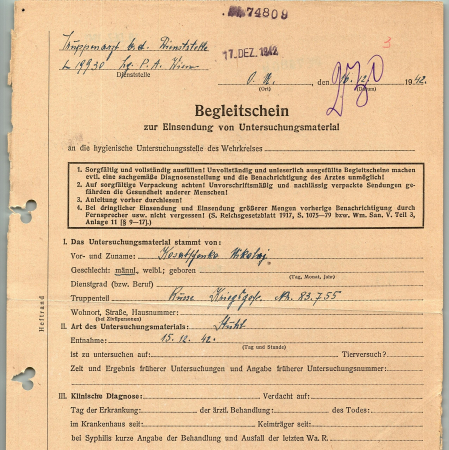 74809
17. DEZ. 1942
3
Truppenarzt b. d. Dienststelle
L 19930 Lg. P. A. Wien
Dienststelle
O. U., den 16. 12. 1942.
(Ort) (Datum)
Begleitschein
zur Einsendung von Untersuchungsmaterial
an die hygienische Untersuchungsstelle des Wehrkreises
1. Sorgfältig und vollständig ausfüllen! Unvollständig und unleserlich ausgefüllte Begleitscheine machen
evtl. eine sachgemäße Diagnosenstellung und die Benachrichtigung des Arztes unmöglich!
2. Auf sorgfältige Verpackung achten! Unvorschriftsmäßig und nachlässig verpackte Sendungen ge-
fährden die Gesundheit anderer Menschen!
3. Anleitung vorher durchlesen!
4. Bei dringlicher Einsendung und Einsendung größerer Mengen vorherige Benachrichtigung durch
Fernsprecher usw. nicht vergessen! (S. Reichsgesetzblatt 1917, S. 1075–79 bzw. Wm. San. V. Teil 3,
Anlage 11 [§ 9–17].)
I. Das Untersuchungsmaterial stammt von:
Vor- und Zuname: Nikolaj
Geschlecht: männl., weibl.; geboren
(Tag, Monat, Jahr)
Dienstgrad (bzw. Beruf)
Truppenteil Russe Kriegsgef. Nr. 83.755
Wohnort, Straße, Hausnummer:
(bei Zivilpersonen)
II. Art des Untersuchungsmaterials: Stuhl
Entnahme: 15. 12. 42.
(Tag und Stunde)
ist zu untersuchen auf: Tierversuch?
Zeit und Ergebnis früherer Untersuchungen und Angabe früherer Untersuchungsnummer:
III. Klinische Diagnose: Verdacht auf:
Tag der Erkrankung: der ärztl. Behandlung: des Todes:
im Krankenhaus seit: Keimträger seit:
bei Syphilis kurze Angabe der Behandlung und Ausfall der letzten Wa. R.
Heftrand